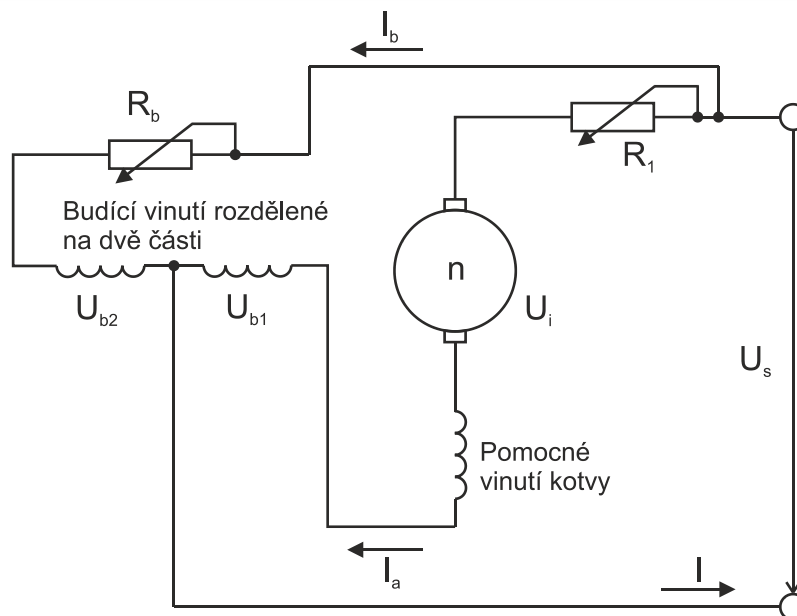 I_b
R_b
R_1
Budící vinutí rozdělené
na dvě části
n
U_b2
U_b1
U_i
U_s
Pomocné
vinutí kotvy
I_a
I